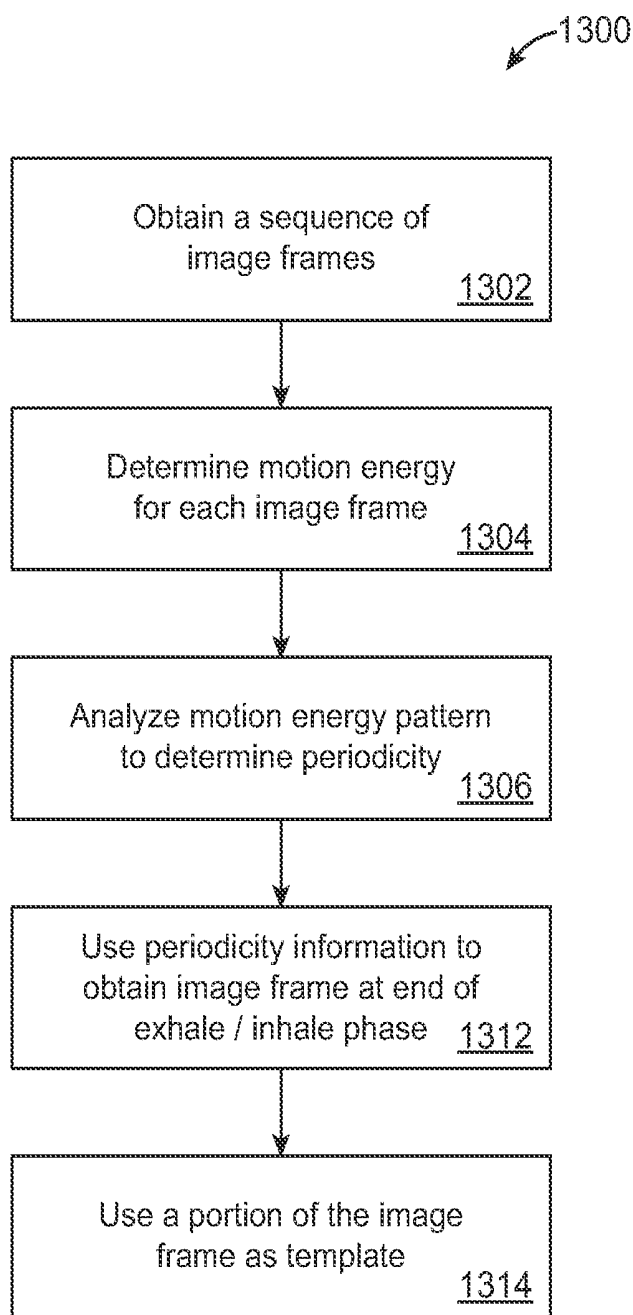 1300
Obtain a sequence of
image frames
1302
Determine motion energy
for each image frame
1304
Analyze motion energy pattern
to determine periodicity
1306
Use periodicity information to
obtain image frame at end of
exhale / inhale phase
1312
Use a portion of the image
frame as template
1314